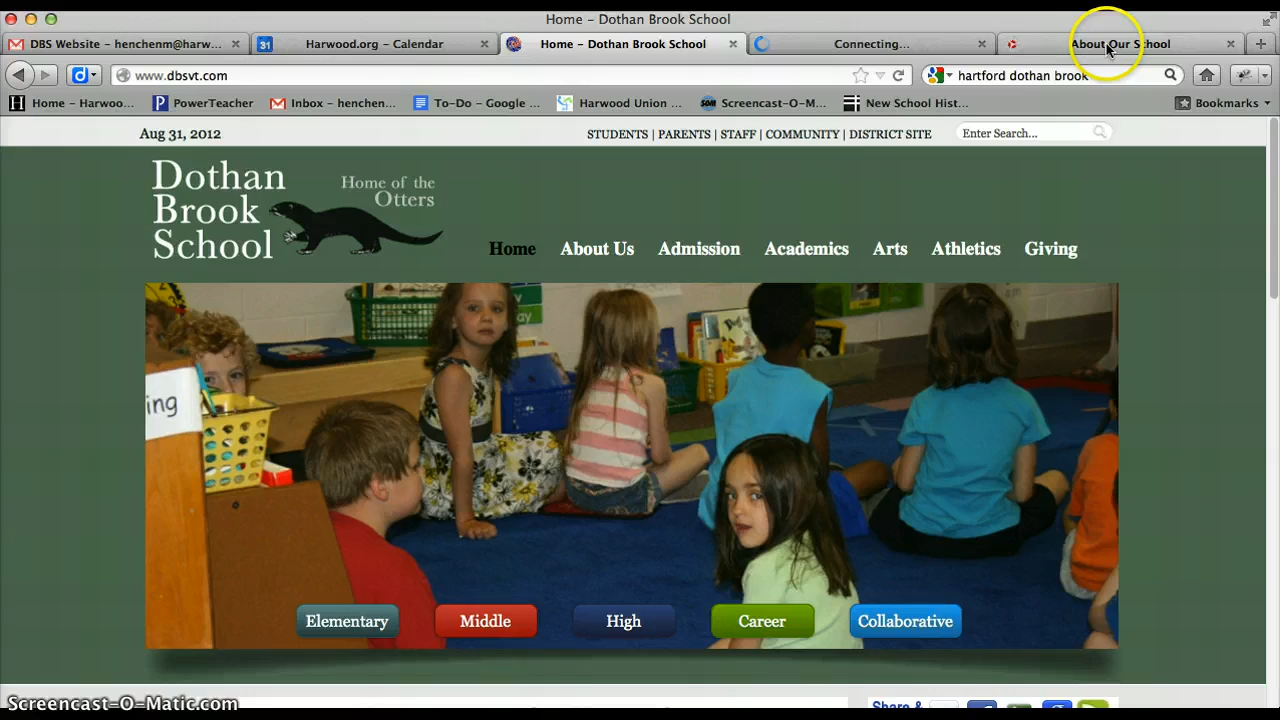 Home - Dothan Brook School
DBS Website - henchenm@harw... Harwood.org - Calendar Home - Dothan Brook School Connecting... About Our School
www.dbsvt.com hartford dothan brook
Home - Harwoo... PowerTeacher Inbox - henchen... To-Do - Google ... Harwood Union ... Screencast-O-M... New School Hist... Bookmarks
Aug 31, 2012 STUDENTS | PARENTS | STAFF | COMMUNITY | DISTRICT SITE Enter Search...
Dothan
Brook
School
Home of the
Otters
Home About Us Admission Academics Arts Athletics Giving
ing
Elementary Middle High Career Collaborative
Screencast-O-Matic.com
Share &